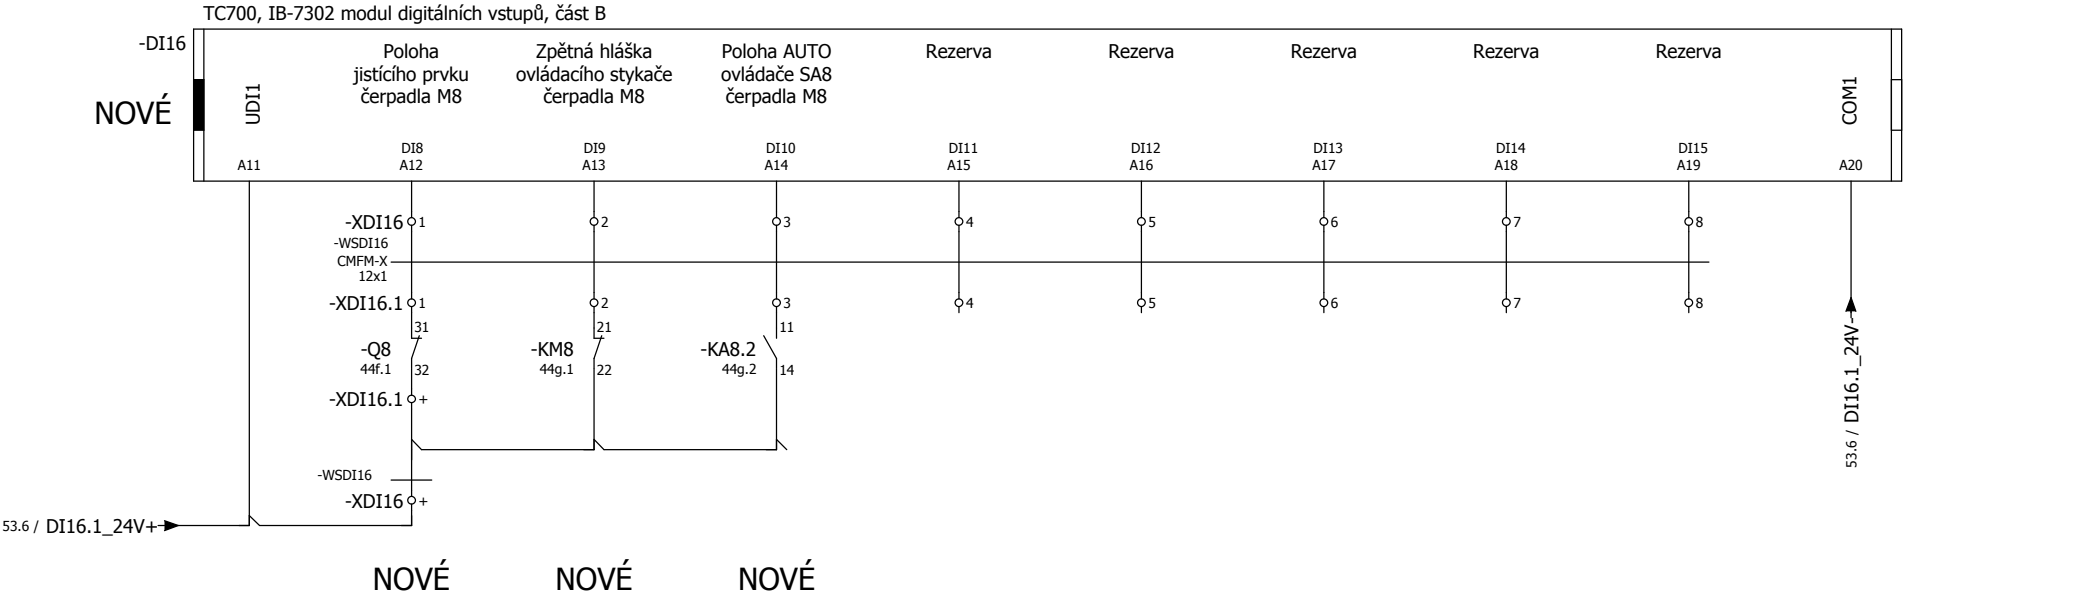 TC700, IB-7302 modul digitálních vstupů, část B
-DI16
NOVÉ
UDI1
Poloha
jistícího prvku
čerpadla M8
Zpětná hláška
ovládacího stykače
čerpadla M8
Poloha AUTO
ovládače SA8
čerpadla M8
Rezerva
Rezerva
Rezerva
Rezerva
Rezerva
COM1
DI8
DI9
DI10
DI11
DI12
DI13
DI14
DI15
A11
A12
A13
A14
A15
A16
A17
A18
A19
A20
-XDI16
1
2
3
4
5
6
7
8
-WSDI16
CMFM-X
12x1
-XDI16.1
1
2
3
4
5
6
7
8
31
21
11
-Q8
-KM8
-KA8.2
44f.1
32
44g.1
22
44g.2
14
-XDI16.1
+
-WSDI16
-XDI16
+
53.6 / DI16.1_24V+
53.6 / DI16.1_24V-
NOVÉ
NOVÉ
NOVÉ